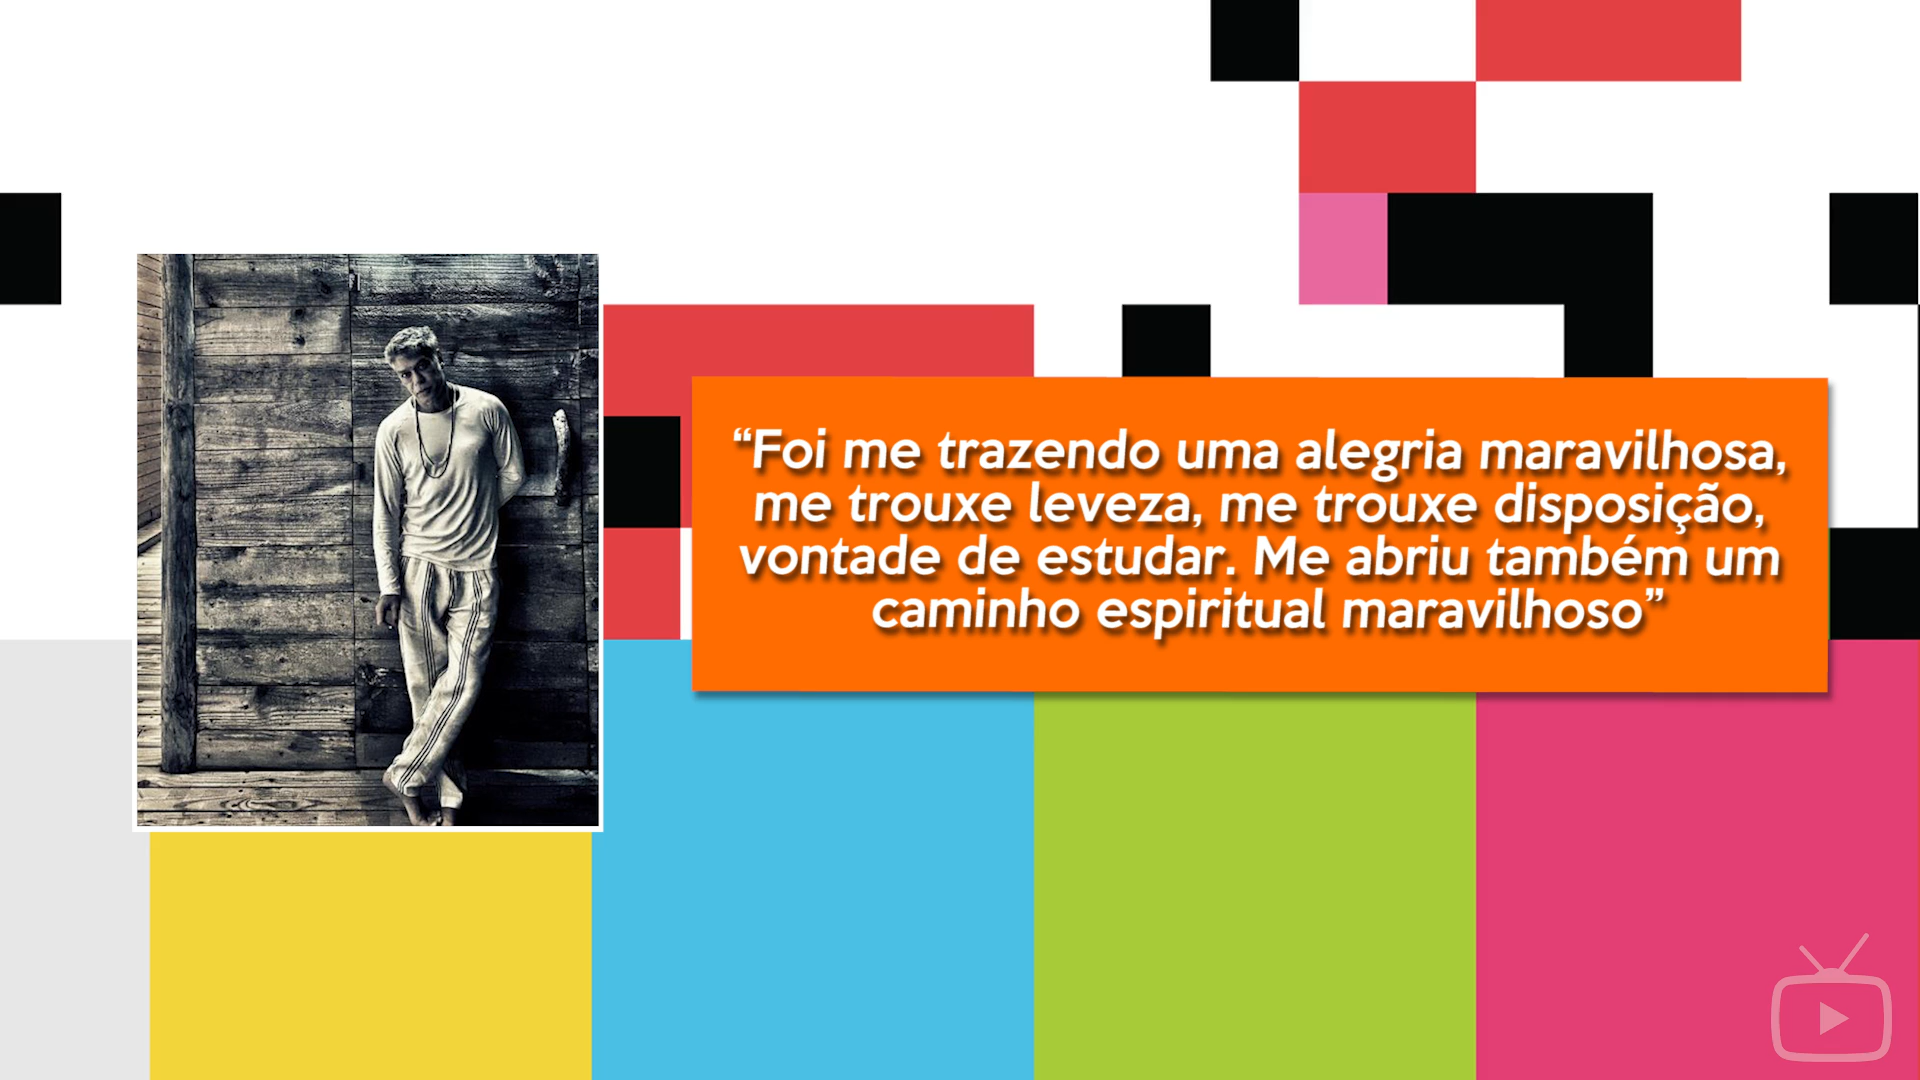 “Foi me trazendo uma alegria maravilhosa,
me trouxe leveza, me trouxe disposição,
vontade de estudar. Me abriu também um
caminho espiritual maravilhoso”